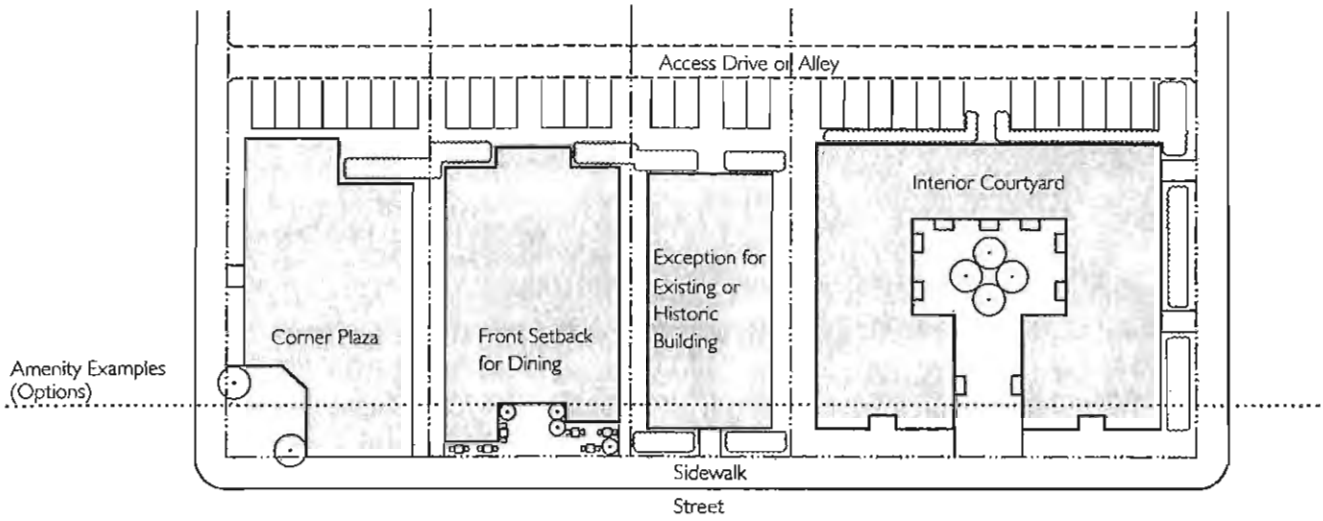 Access Drive or Alley
Interior Courtyard
Exception for
Existing or
Historic
Building
Corner Plaza
Front Setback
for Dining
Amenity Examples
(Options)
Sidewalk
Street